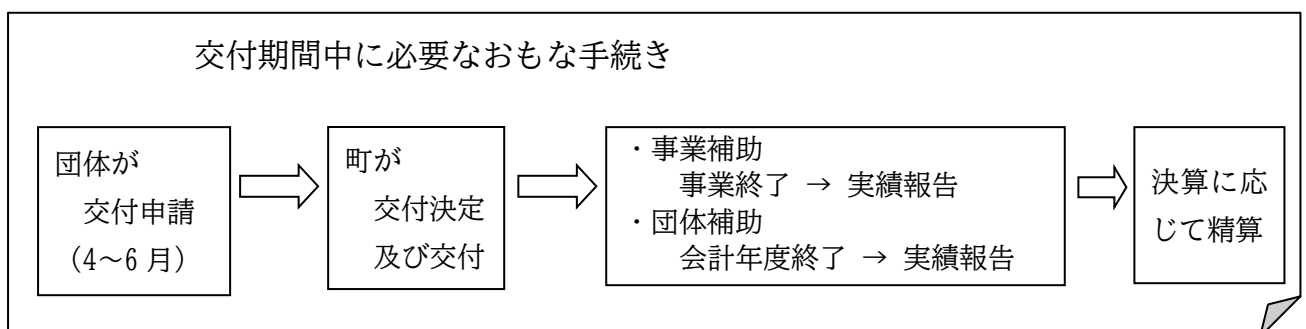 交付期間中に必要なおもな手続き
団体が
交付申請
(4～6 月)
町が
交付決定
及び交付
・事業補助
事業終了 → 実績報告
・団体補助
会計年度終了 → 実績報告
決算に応
じて精算